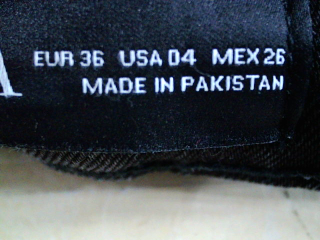 EUR 36 USA 04 MEX 26
MADE IN PAKISTAN